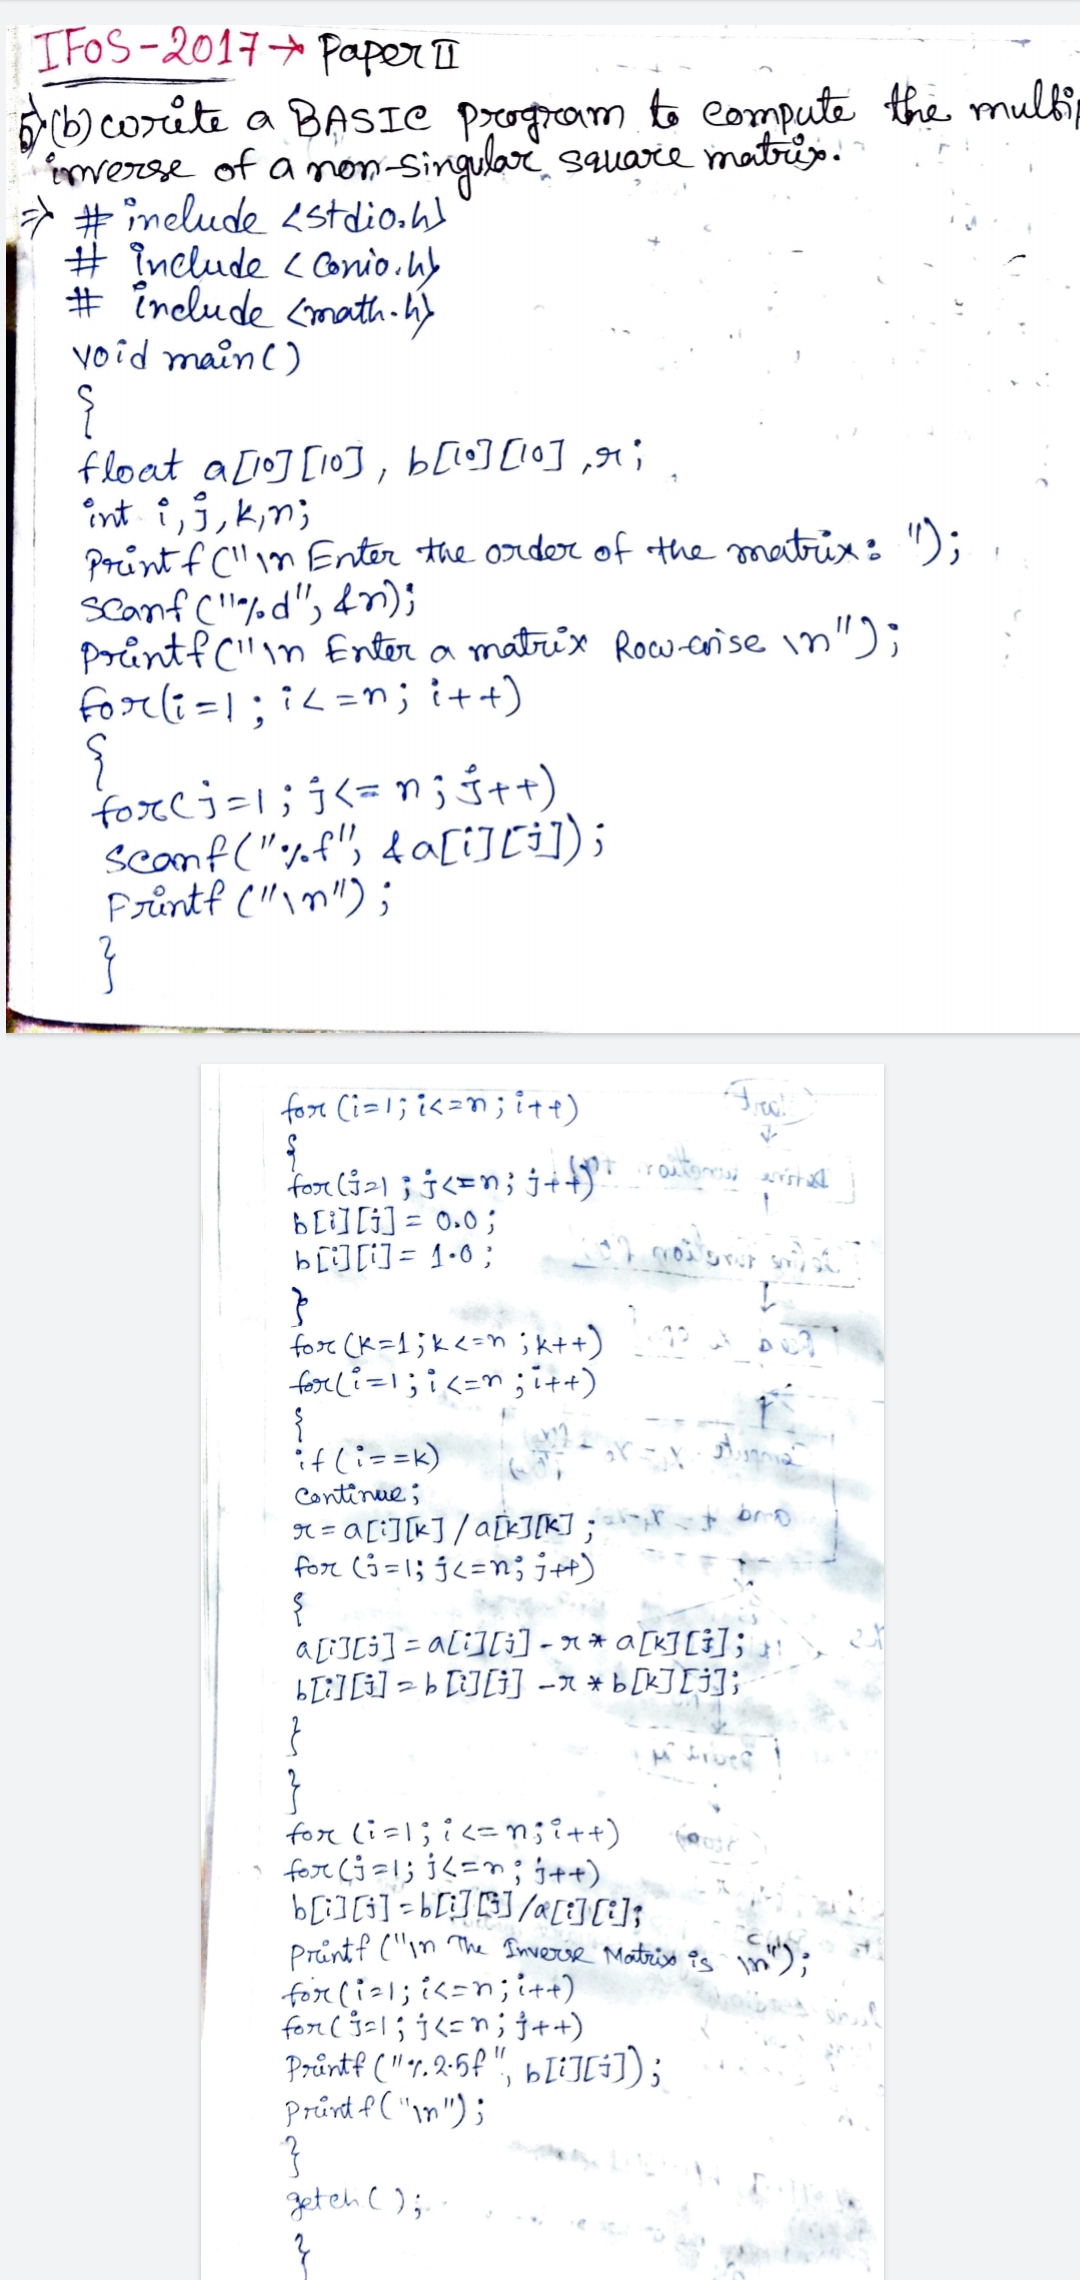 IFoS-2017→ Paper II
5)(b) write a BASIC program to compute the multip
inverse of a non-singular square matrix.
⇒ # include <stdio.h>
# include <conio.h>
# include <math.h>
void main()
{
float a[10][10], b[10][10],r;
int i,j,k,n;
Printf("\n Enter the order of the matrix: ");
scanf("%d", &n);
printf("\n Enter a matrix Row-wise \n");
for(i=1; i<=n; i++)
{
for(j=1; j<= n; j++)
scanf("%f", &a[i][j]);
Printf("\n");
}
for (i=1; i<=n; i++)
{
for(j=1; j<=n; j++)
b[i][j] = 0.0;
b[i][i] = 1.0;
}
for (k=1; k<=n; k++)
for(i=1; i<=n; i++)
{
if (i==k)
Continue;
r = a[i][k] / a[k][k];
for (j=1; j<=n; j++)
{
a[i][j] = a[i][j] - r * a[k][j];
b[i][j] = b[i][j] - r * b[k][j];
}
}
for (i=1; i<=n; i++)
for(j=1; j<=n; j++)
b[i][j] = b[i][j]/a[i][i];
printf("\n The Inverse Matrix is \n");
for(i=1; i<=n; i++)
for(j=1; j<=n; j++)
Printf("%2.5f", b[i][j]);
printf("\n");
}
getch();
}